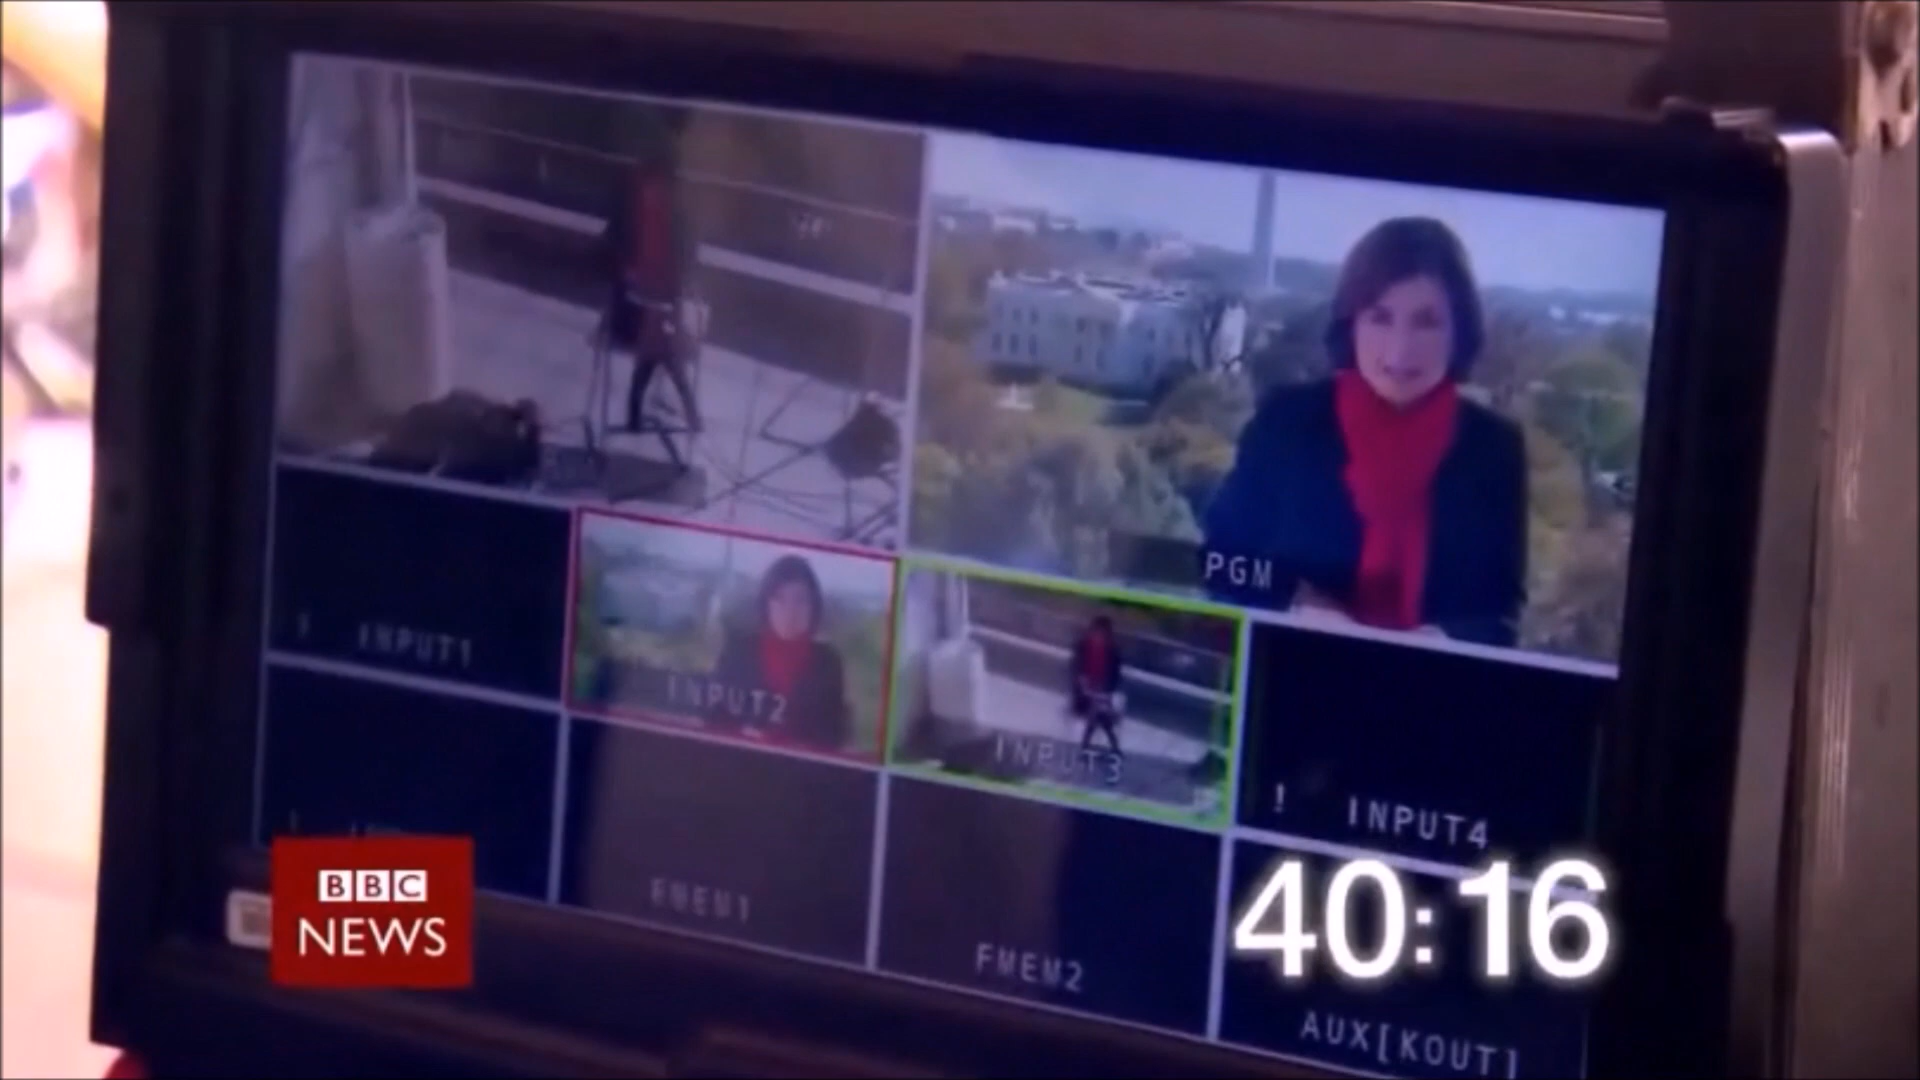 PGM
INPUT1
INPUT2
INPUT3
! INPUT4
FMEM1
FMEM2
AUX[KOUT]
BBC
NEWS
40:16